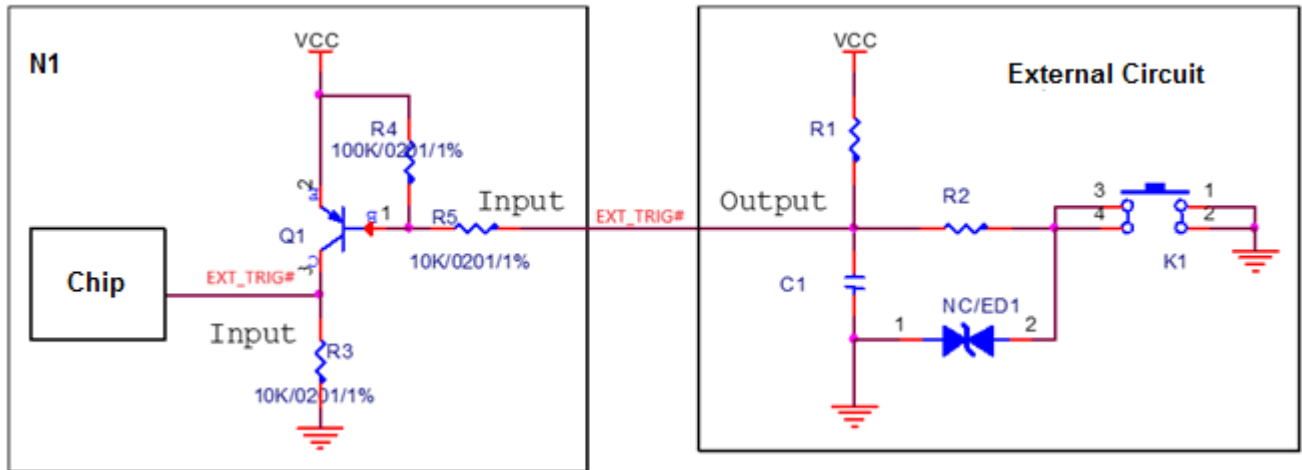 N1
VCC
R4
100K/0201/1%
2
B
1
R5
Input
10K/0201/1%
Q1
C
EXT_TRIG#
Chip
Input
R3
10K/0201/1%
EXT_TRIG#
External Circuit
VCC
R1
Output
R2
3
1
4
2
K1
C1
NC/ED1
1
2